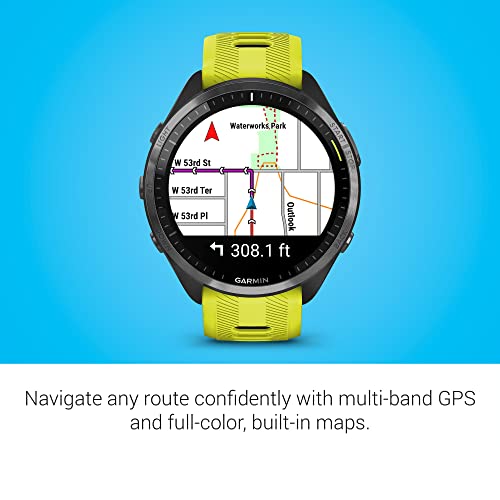 LIGHT
START STOP
Waterworks Park
W 53rd St
W 53rd Ter
W 53rd Pl
Outlook
308.1 ft
GARMIN
Navigate any route confidently with multi-band GPS
and full-color, built-in maps.